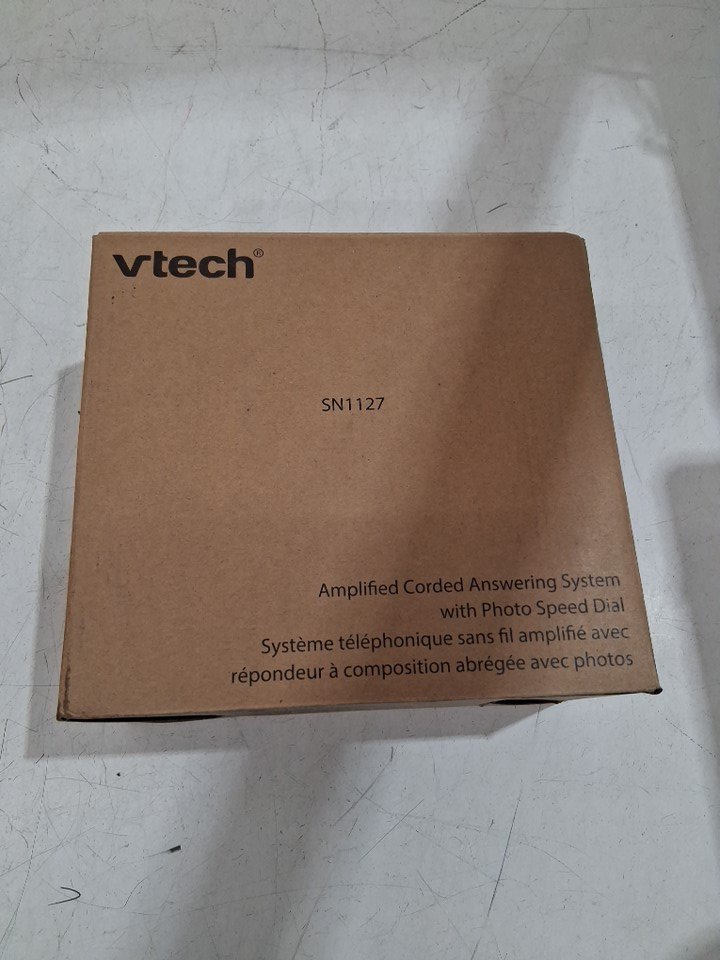 vtech®
SN1127
Amplified Corded Answering System
with Photo Speed Dial
Système téléphonique sans fil amplifié avec
répondeur à composition abrégée avec photos